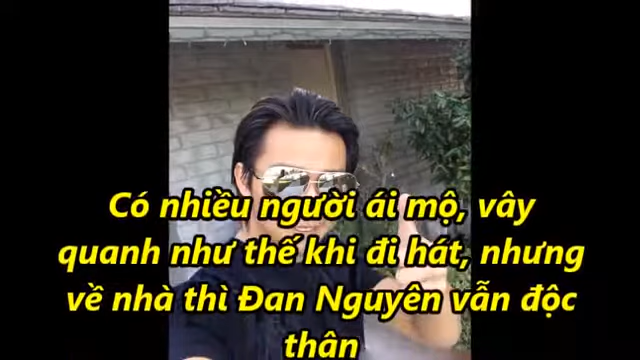 Có nhiều người ái mộ, vây
quanh như thế khi đi hát, nhưng
về nhà thì Đan Nguyên vẫn độc
thân